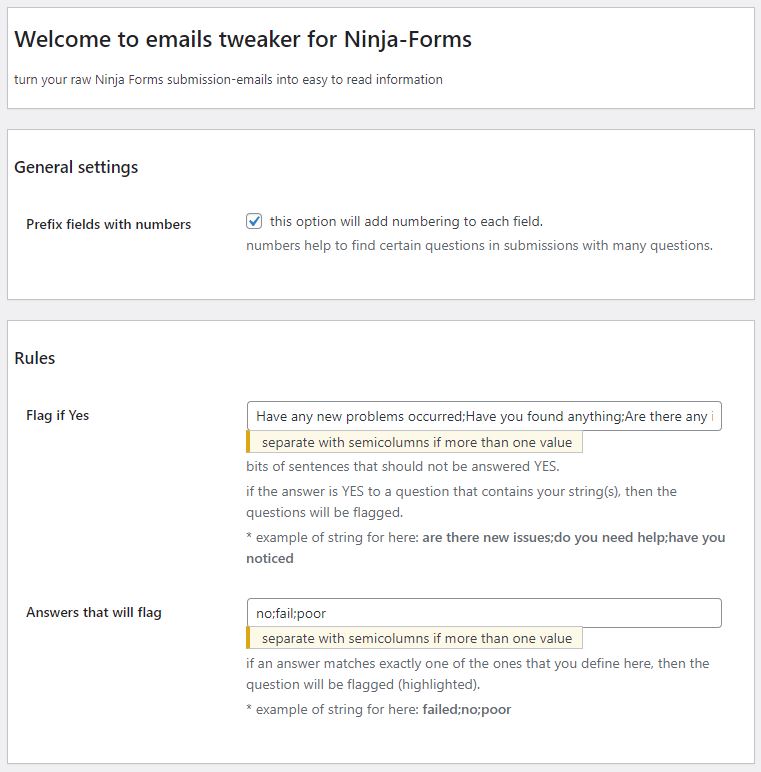 Welcome to emails tweaker for Ninja-Forms
turn your raw Ninja Forms submission-emails into easy to read information
General settings
Prefix fields with numbers
this option will add numbering to each field.
numbers help to find certain questions in submissions with many questions.
Rules
Flag if Yes
Have any new problems occurred;Have you found anything;Are there any
separate with semicolumns if more than one value
bits of sentences that should not be answered YES.
if the answer is YES to a question that contains your string(s), then the
questions will be flagged.
* example of string for here: are there new issues;do you need help;have you
noticed
Answers that will flag
no;fail;poor
separate with semicolumns if more than one value
if an answer matches exactly one of the ones that you define here, then the
question will be flagged (highlighted).
* example of string for here: failed;no;poor